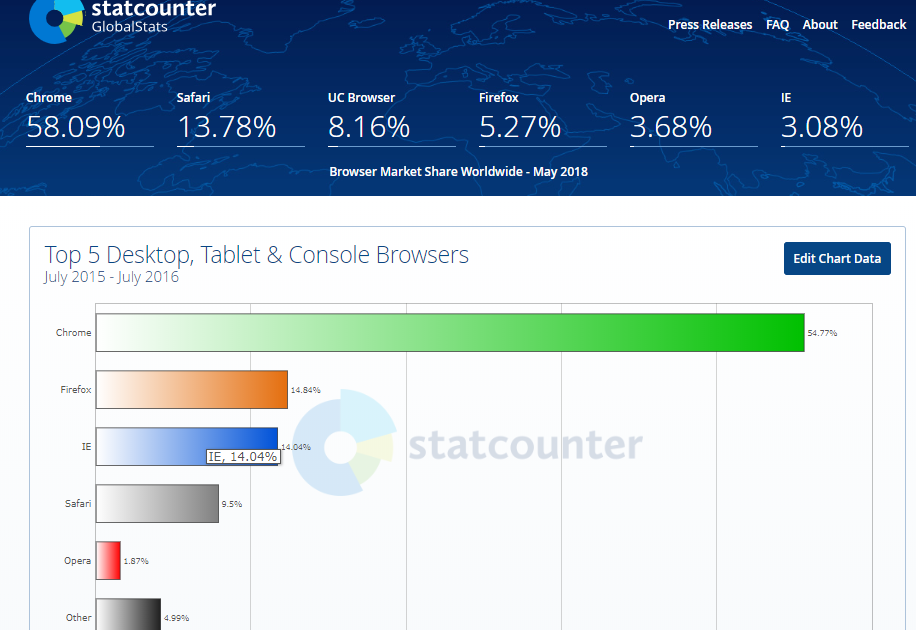 statcounter
GlobalStats
Press Releases FAQ About Feedback
Chrome Safari UC Browser Firefox Opera IE
58.09% 13.78% 8.16% 5.27% 3.68% 3.08%
Browser Market Share Worldwide - May 2018
Top 5 Desktop, Tablet & Console Browsers
July 2015 - July 2016
Edit Chart Data
Chrome 54.77%
Firefox 14.84%
IE 14.04%
IE, 14.04%
statcounter
Safari 9.5%
Opera 1.87%
Other 4.99%